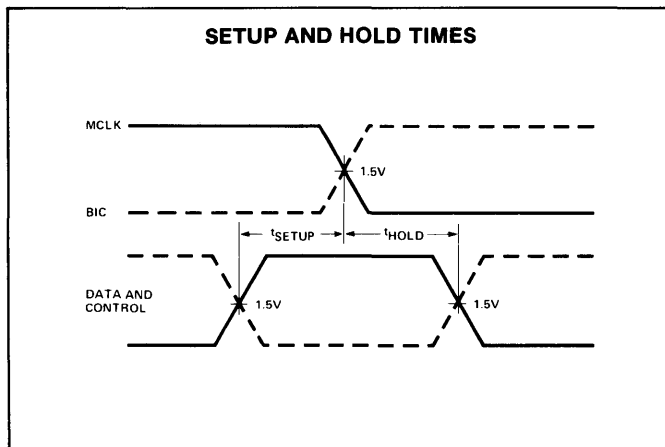 SETUP AND HOLD TIMES
MCLK
1.5V
BIC
tSETUP
tHOLD
DATA AND
CONTROL
1.5V
1.5V